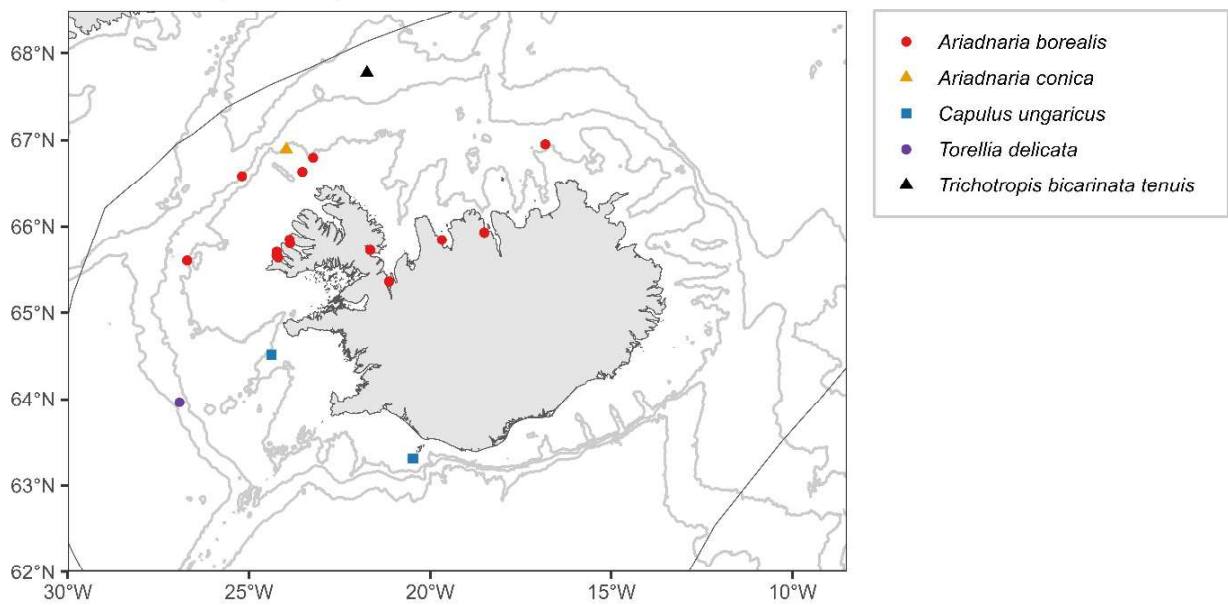 68°N
67°N
66°N
65°N
64°N
63°N
62°N
30°W
25°W
20°W
15°W
10°W
Ariadnaria borealis
Ariadnaria conica
Capulus ungaricus
Torellia delicata
Trichotropis bicarinata tenuis